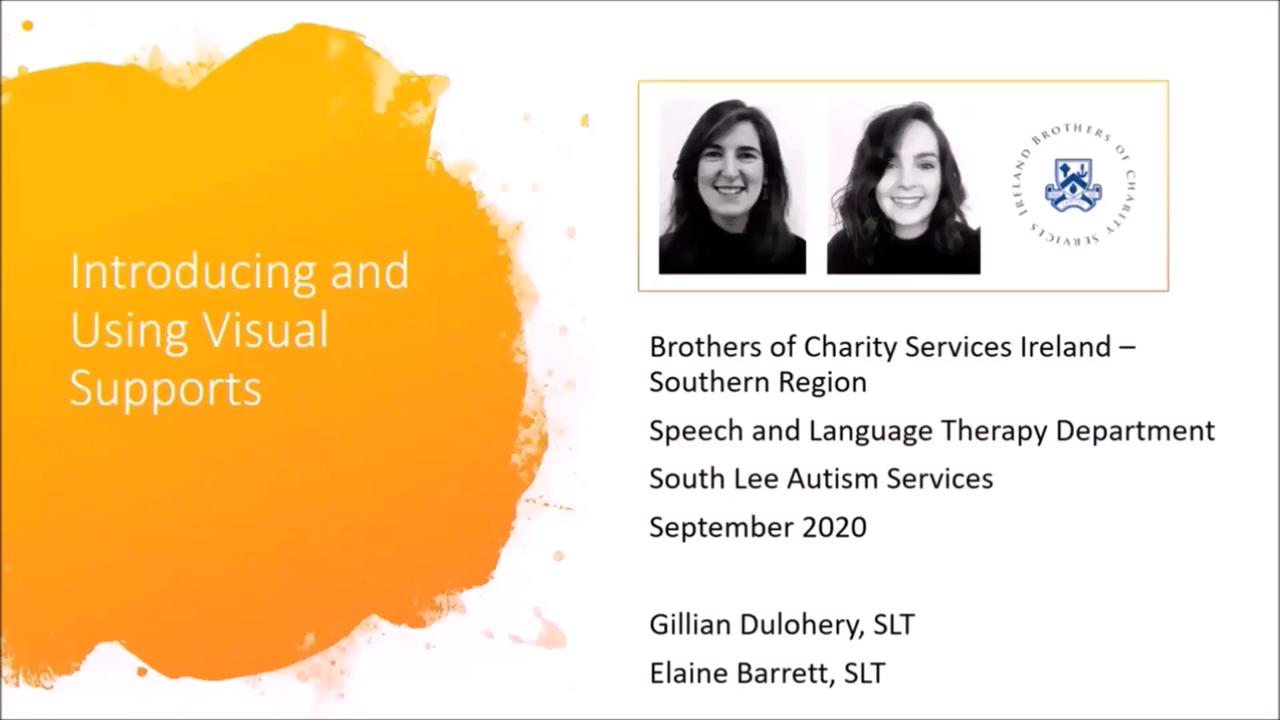 Introducing and
Using Visual
Supports
IRELAND BROTHERS OF CHARITY SERVICES
Brothers of Charity Services Ireland –
Southern Region
Speech and Language Therapy Department
South Lee Autism Services
September 2020
Gillian Dulohery, SLT
Elaine Barrett, SLT